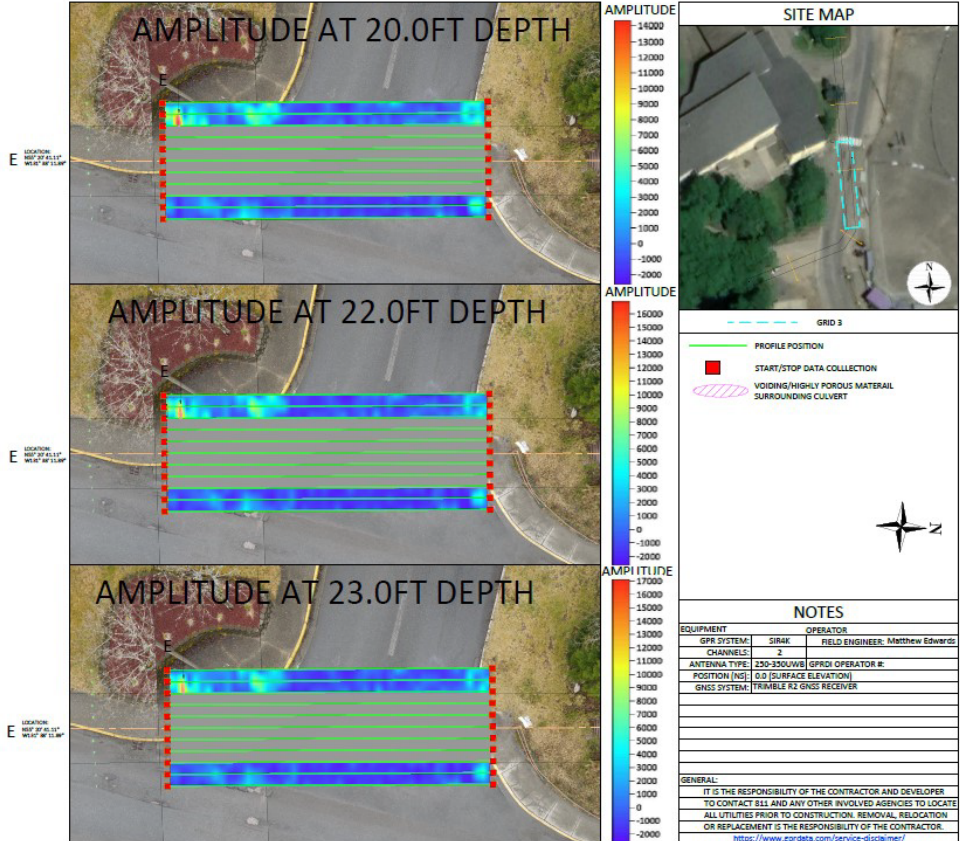 AMPLITUDE AT 20.0FT DEPTH
E
E
LOCATION:
AMPLITUDE
14000
13000
12000
11000
10000
9000
8000
7000
6000
5000
4000
3000
2000
1000
0
-1000
-2000
AMPLITUDE AT 22.0FT DEPTH
E
E
LOCATION:
AMPLITUDE
16000
15000
14000
13000
12000
11000
10000
9000
8000
7000
6000
5000
4000
3000
2000
1000
0
-1000
-2000
AMPLITUDE AT 23.0FT DEPTH
E
E
LOCATION:
AMPLITUDE
17000
16000
15000
14000
13000
12000
11000
10000
9000
8000
7000
6000
5000
4000
3000
2000
1000
0
-1000
-2000
SITE MAP
N
GRID 3
PROFILE POSITION
START/STOP DATA COLLLECTION
VOIDING/HIGHLY POROUS MATERAIL
SURROUNDING CULVERT
N
NOTES
EQUIPMENT OPERATOR
GPR SYSTEM: SIR4K FIELD ENGINEER: Matthew Edwards
CHANNELS: 2
ANTENNA TYPE: 250-350UWB GPRDI OPERATOR #:
POSITION (NS): 0.0 (SURFACE ELEVATION)
GNSS SYSTEM: TRIMBLE R2 GNSS RECEIVER
GENERAL:
IT IS THE RESPONSIBILITY OF THE CONTRACTOR AND DEVELOPER
TO CONTACT 811 AND ANY OTHER INVOLVED AGENCIES TO LOCATE
ALL UTILITIES PRIOR TO CONSTRUCTION. REMOVAL, RELOCATION
OR REPLACEMENT IS THE RESPONSIBILITY OF THE CONTRACTOR.
https://www.gprdata.com/service-disclaimer/